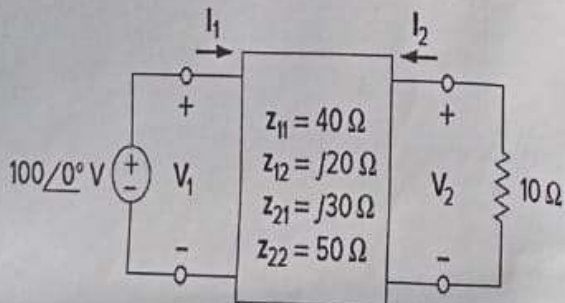 I₁
I₂
+
+
z₁₁ = 40 Ω
z₁₂ = j20 Ω
100/0° V
+
-
V₁
V₂
10 Ω
z₂₁ = j30 Ω
z₂₂ = 50 Ω
-
-